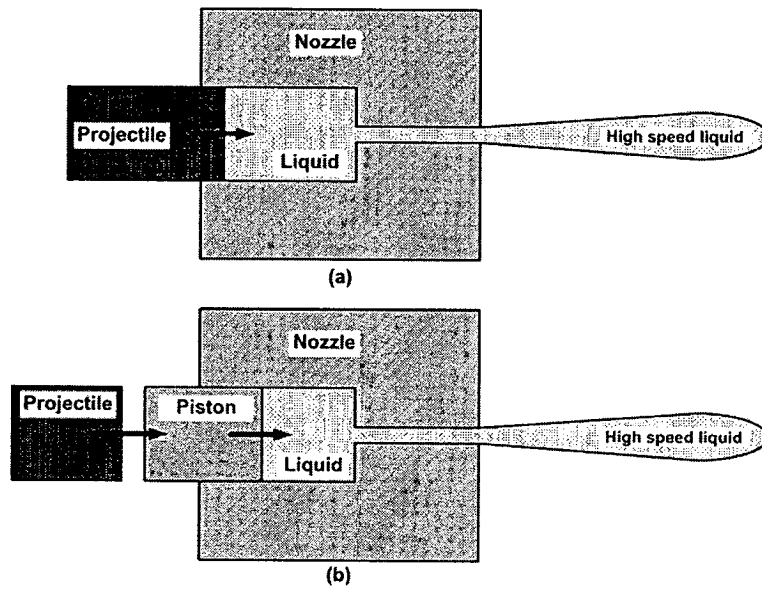 Nozzle
Projectile
Liquid
High speed liquid
(a)
Nozzle
Projectile
Piston
Liquid
High speed liquid
(b)